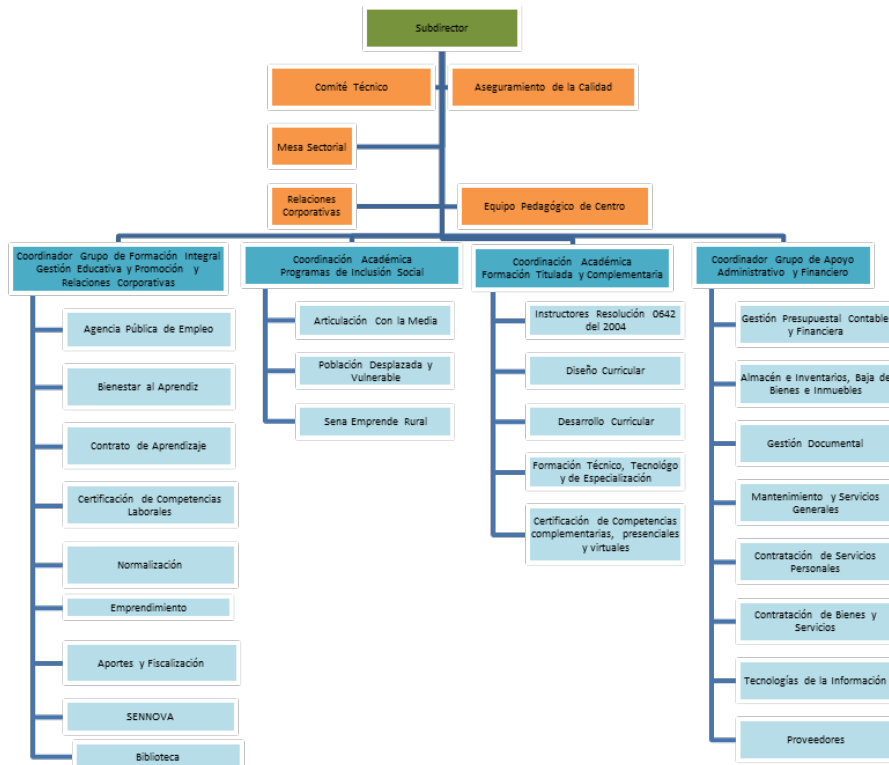 Subdirector
Comité Técnico
Aseguramiento de la Calidad
Mesa Sectorial
Relaciones
Corporativas
Equipo Pedagógico de Centro
Coordinador Grupo de Formación Integral
Gestión Educativa y Promoción y
Relaciones Corporativas
Agencia Pública de Empleo
Bienestar al Aprendiz
Contrato de Aprendizaje
Certificación de Competencias
Laborales
Normalización
Emprendimiento
Aportes y Fiscalización
SENNOVA
Biblioteca
Coordinación Académica
Programas de Inclusión Social
Articulación Con la Media
Población Desplazada y
Vulnerable
Sena Emprende Rural
Coordinación Académica
Formación Titulada y Complementaria
Instructores Resolución 0642
del 2004
Diseño Curricular
Desarrollo Curricular
Formación Técnico, Tecnológo
y de Especialización
Certificación de Competencias
complementarias, presenciales
y virtuales
Coordinador Grupo de Apoyo
Administrativo y Financiero
Gestión Presupuestal Contable
y Financiera
Almacén e Inventarios, Baja de
Bienes e Inmuebles
Gestión Documental
Mantenimiento y Servicios
Generales
Contratación de Servicios
Personales
Contratación de Bienes y
Servicios
Tecnologías de la Información
Proveedores